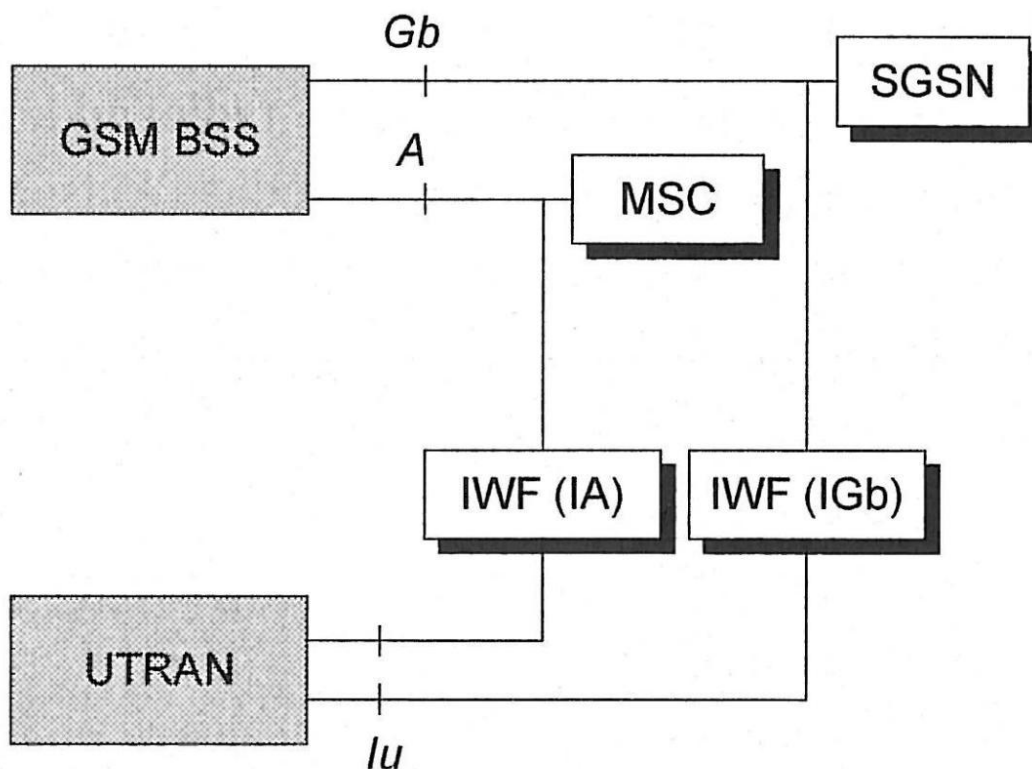 Gb
SGSN
GSM BSS
A
MSC
IWF (IA)
IWF (IGb)
UTRAN
Iu